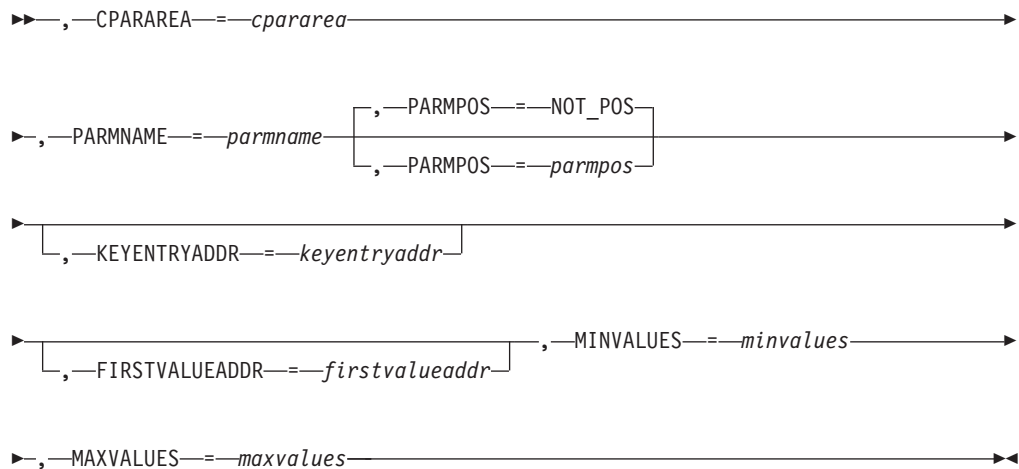 , CPARAREA = cpararea
, PARMPOS = NOT_POS
, PARMNAME = parmname
, PARMPOS = parmpos
, KEYENTRYADDR = keyentryaddr
, MINVALUES = minvalues
, FIRSTVALUEADDR = firstvalueaddr
, MAXVALUES = maxvalues